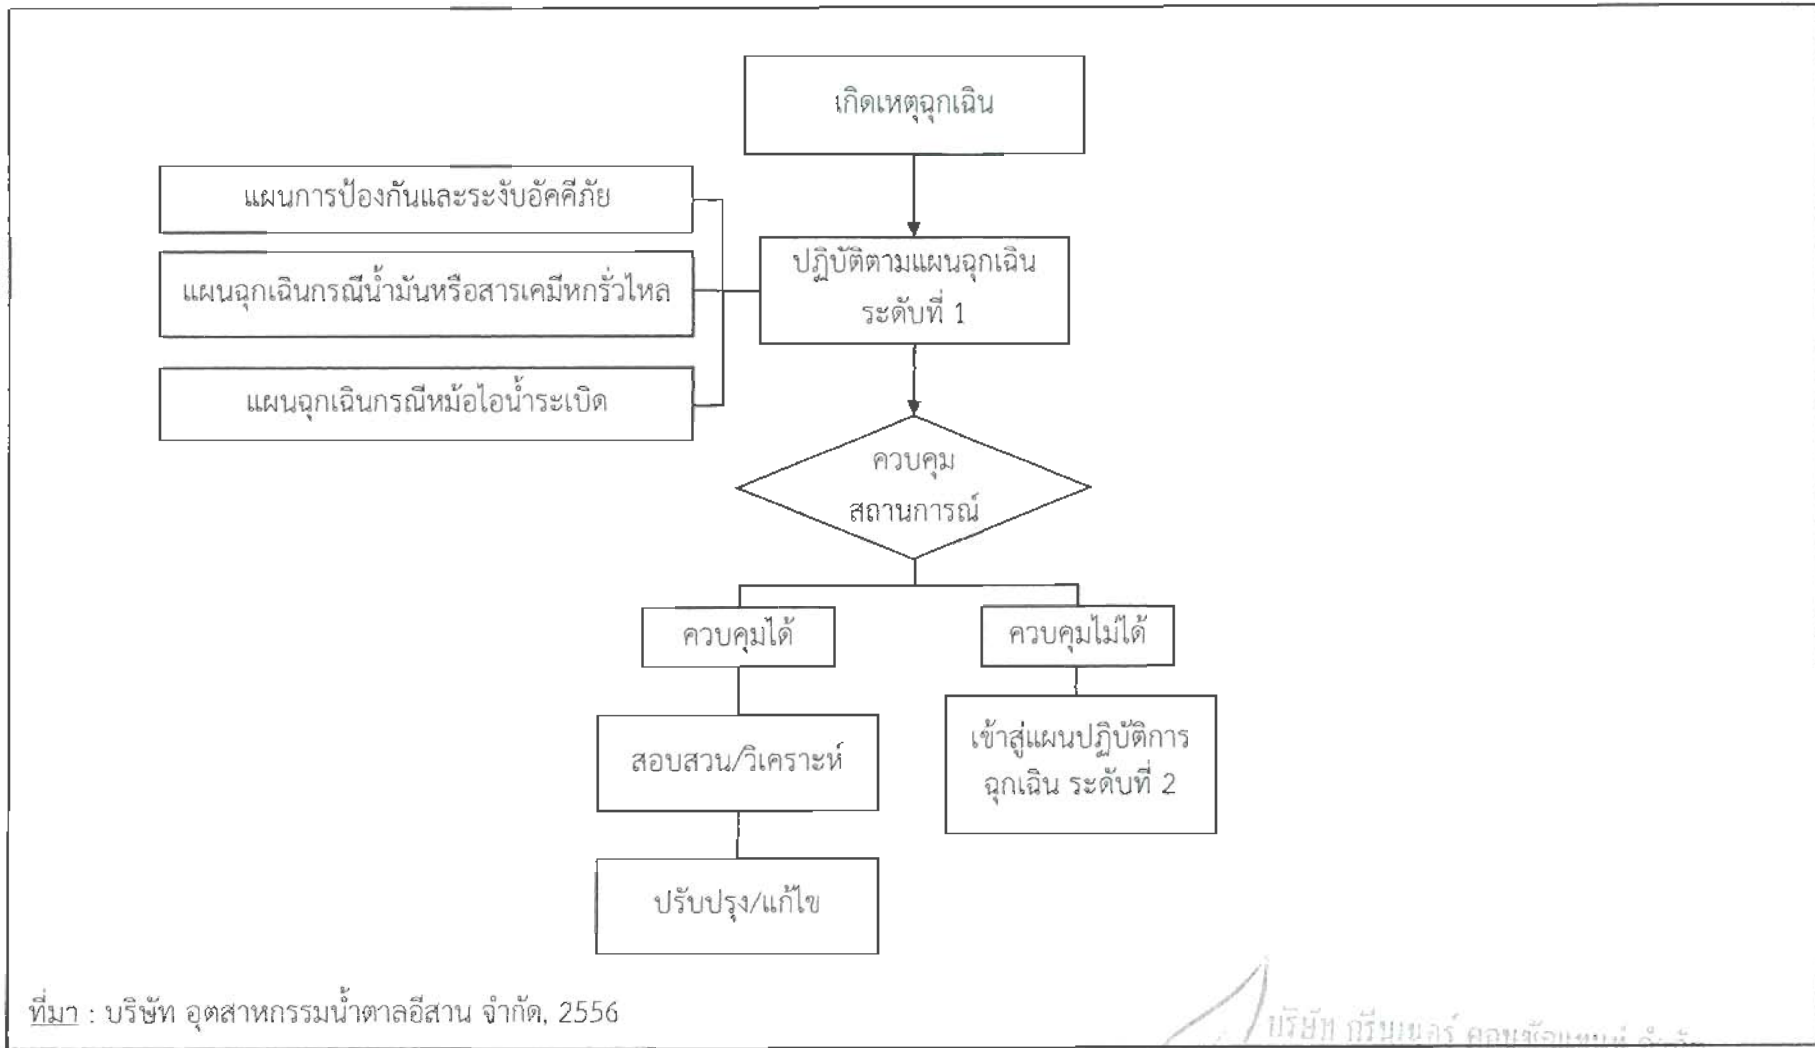 เกิดเหตุฉุกเฉิน
แผนการป้องกันและระงับอัคคีภัย
แผนฉุกเฉินกรณีน้ำมันหรือสารเคมีหกรั่วไหล
แผนฉุกเฉินกรณีหม้อไอน้ำระเบิด
ปฏิบัติตามแผนฉุกเฉิน
ระดับที่ 1
ควบคุม
สถานการณ์
ควบคุมได้
ควบคุมไม่ได้
สอบสวน/วิเคราะห์
เข้าสู่แผนปฏิบัติการ
ฉุกเฉิน ระดับที่ 2
ปรับปรุง/แก้ไข
ที่มา : บริษัท อุตสาหกรรมน้ำตาลอีสาน จำกัด, 2556
บริษัท